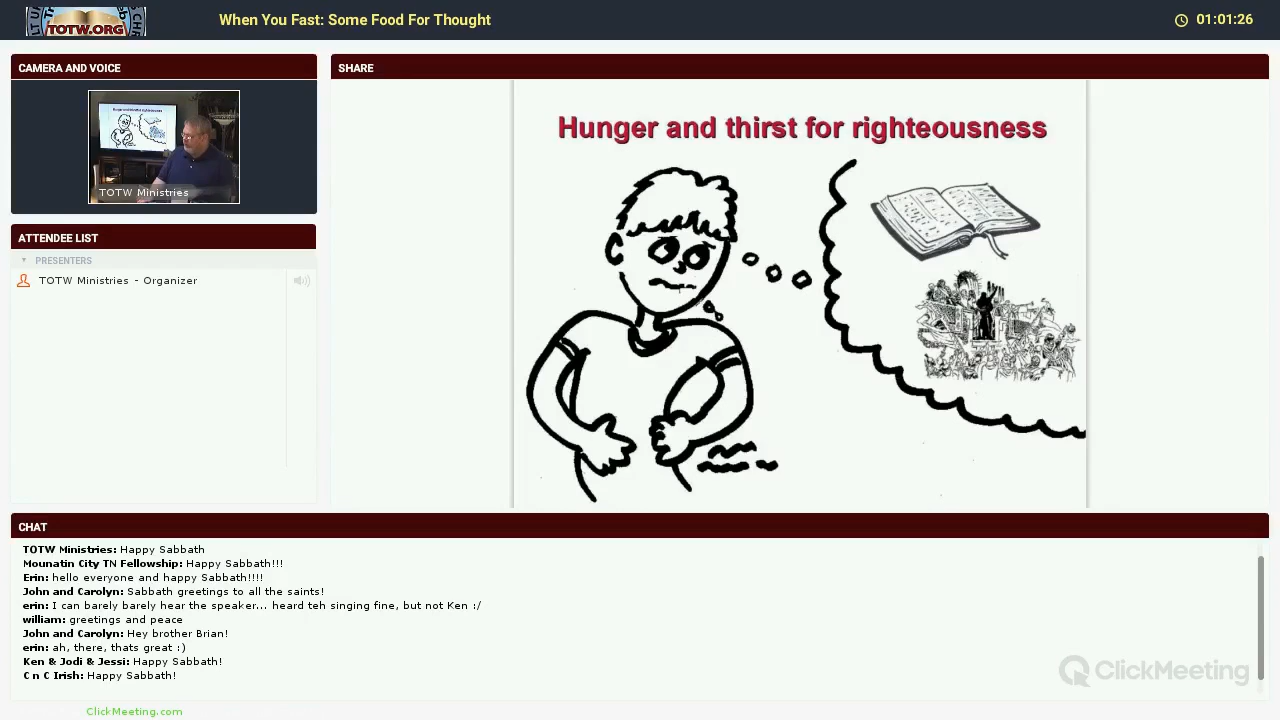 TOTW.ORG
When You Fast: Some Food For Thought
01:01:26
CAMERA AND VOICE
Hunger and thirst for righteousness
TOTW Ministries
ATTENDEE LIST
PRESENTERS
TOTW Ministries - Organizer
SHARE
Hunger and thirst for righteousness
CHAT
TOTW Ministries: Happy Sabbath
Mounatin City TN Fellowship: Happy Sabbath!!!
Erin: hello everyone and happy Sabbath!!!!
John and Carolyn: Sabbath greetings to all the saints!
erin: I can barely barely hear the speaker... heard teh singing fine, but not Ken :/
william: greetings and peace
John and Carolyn: Hey brother Brian!
erin: ah, there, thats great :)
Ken & Jodi & Jessi: Happy Sabbath!
C n C Irish: Happy Sabbath!
ClickMeeting
ClickMeeting.com